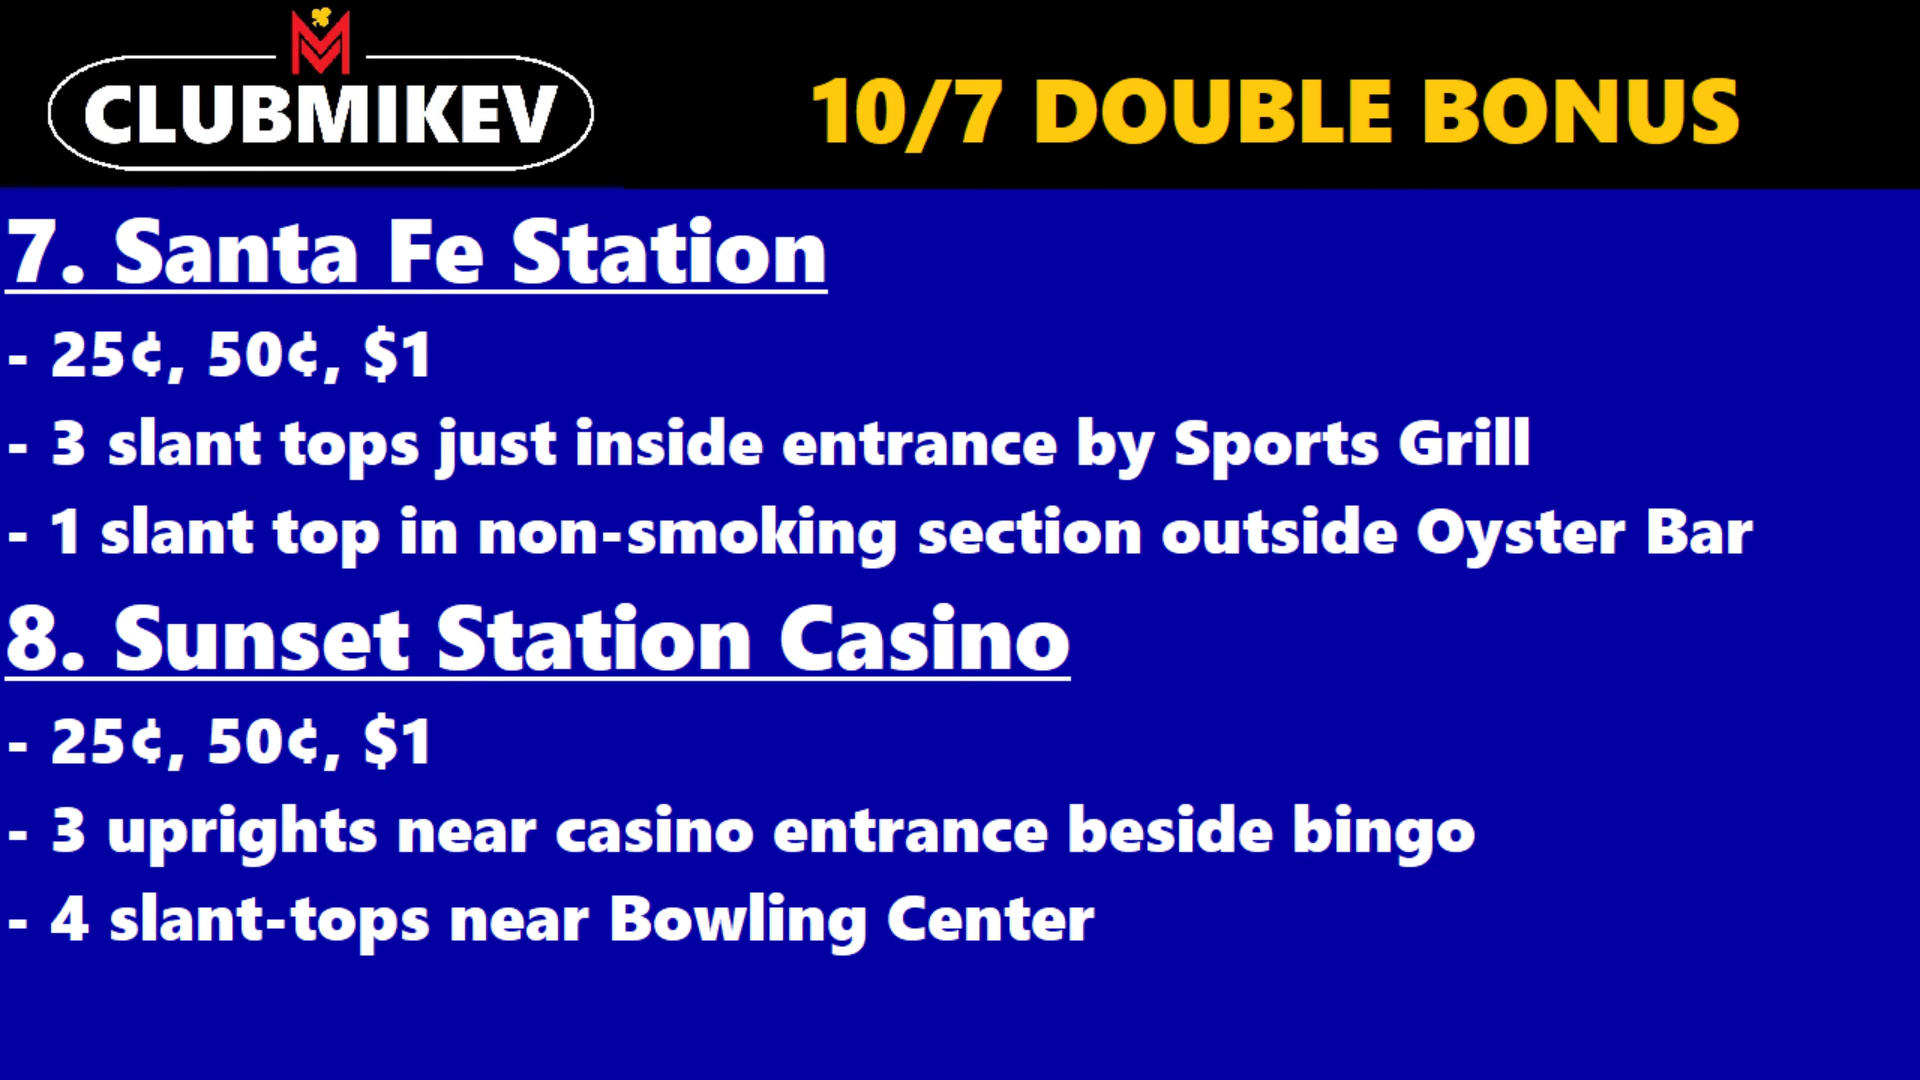 CLUBMIKEV
10/7 DOUBLE BONUS
7. Santa Fe Station
- 25¢, 50¢, $1
- 3 slant tops just inside entrance by Sports Grill
- 1 slant top in non-smoking section outside Oyster Bar
8. Sunset Station Casino
- 25¢, 50¢, $1
- 3 uprights near casino entrance beside bingo
- 4 slant-tops near Bowling Center